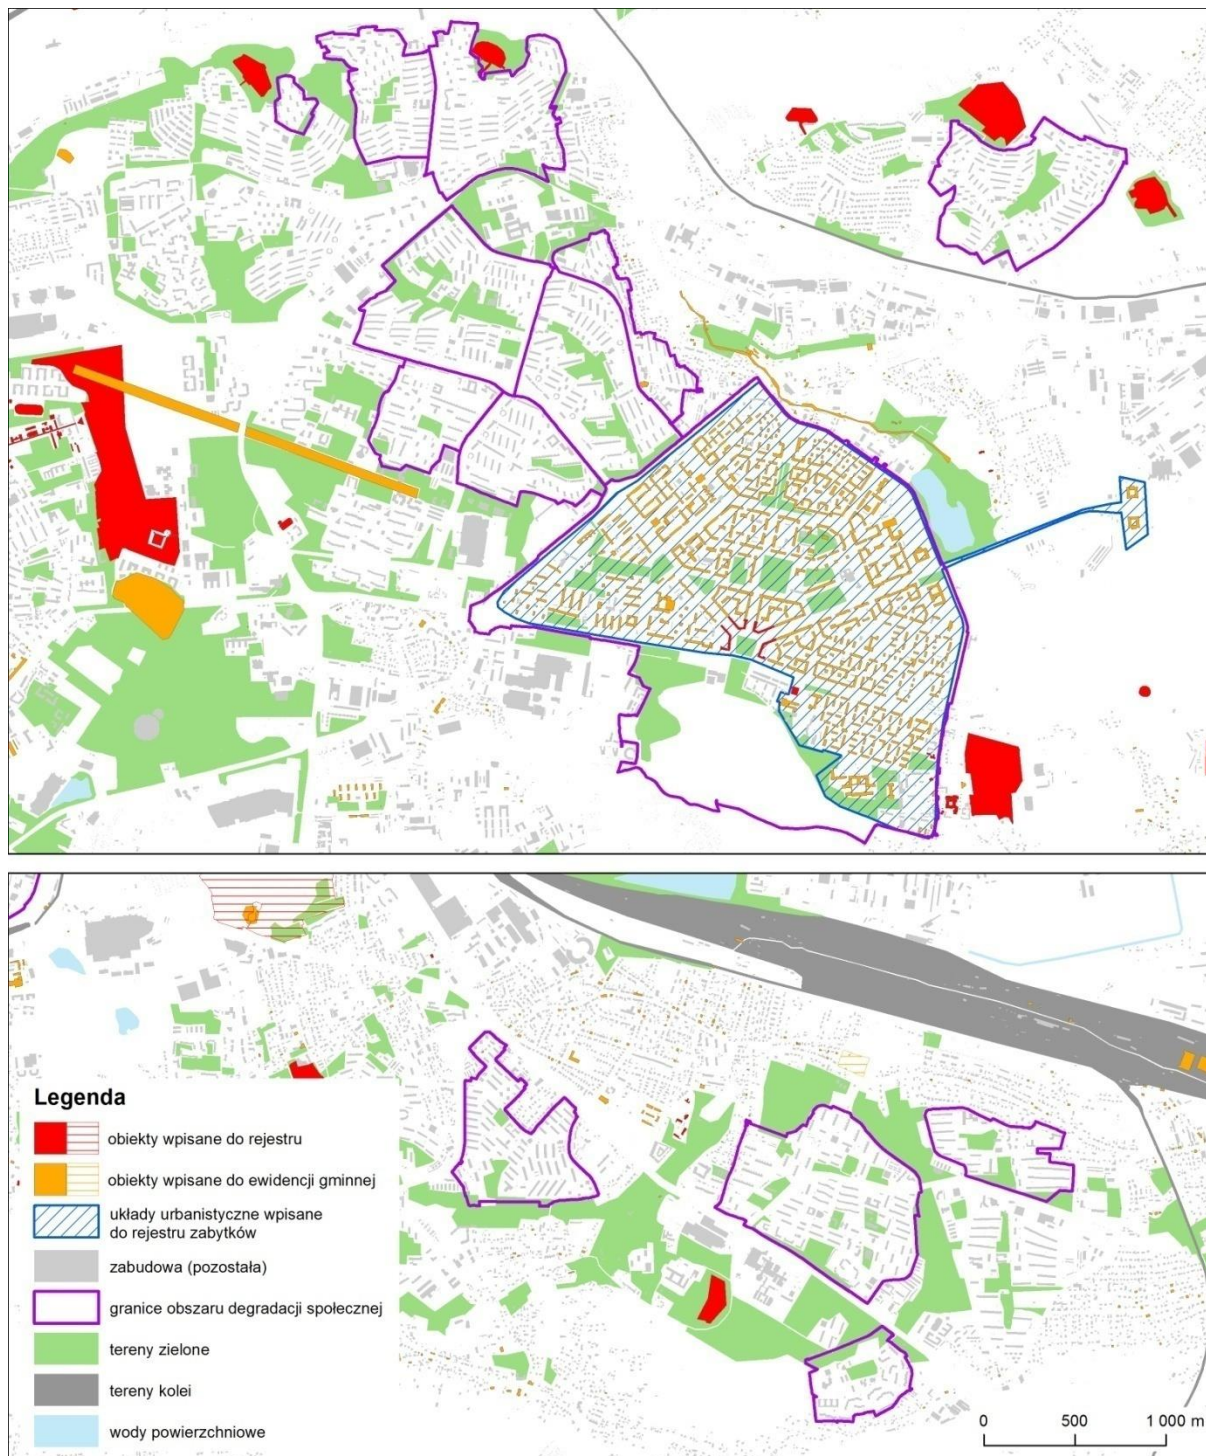 Legenda
obiekty wpisane do rejestru
obiekty wpisane do ewidencji gminnej
układy urbanistyczne wpisane
do rejestru zabytków
zabudowa (pozostała)
granice obszaru degradacji społecznej
tereny zielone
tereny kolei
wody powierzchniowe
0 500 1 000 m